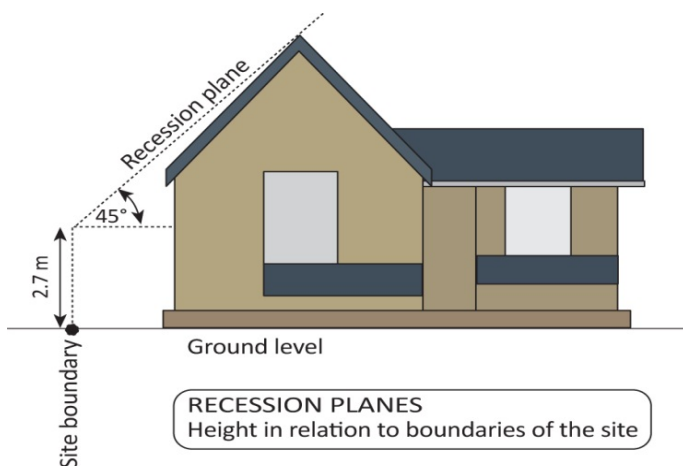 Recession plane
45°
2.7 m
Ground level
Site boundary
RECESSION PLANES
Height in relation to boundaries of the site